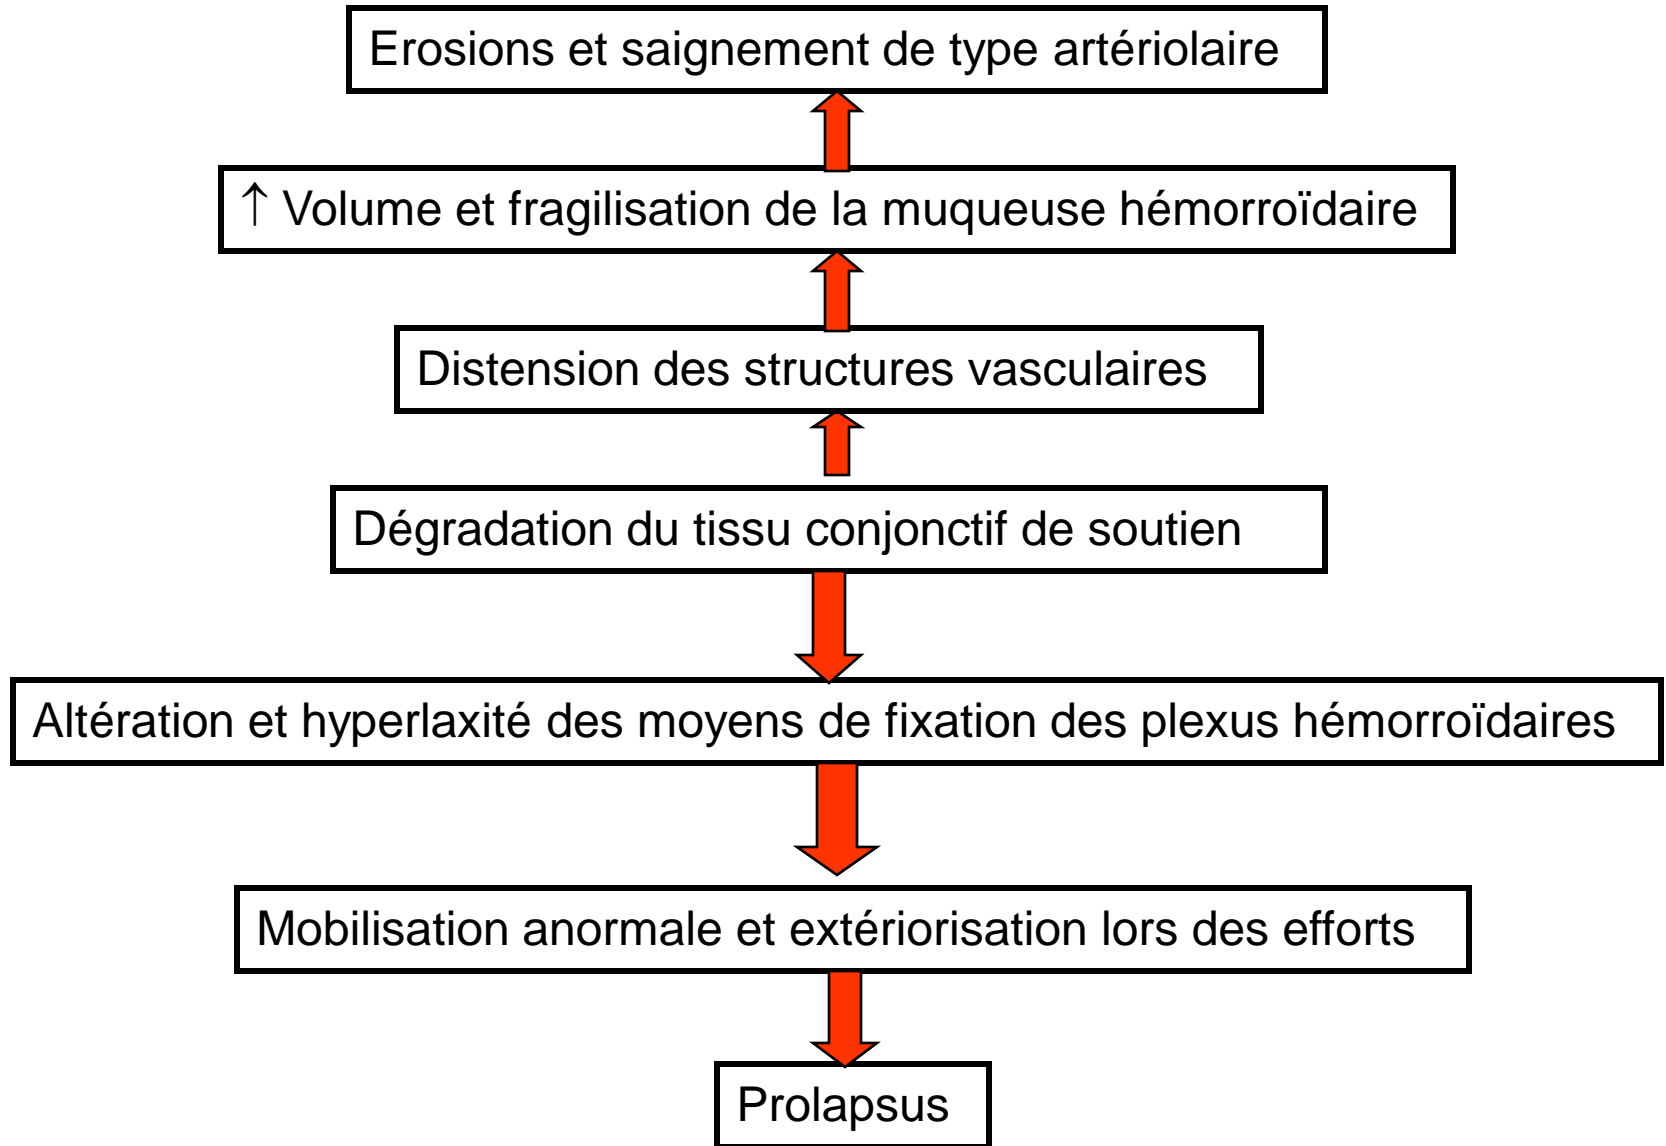 Erosions et saignement de type artériolaire
↑ Volume et fragilisation de la muqueuse hémorroïdaire
Distension des structures vasculaires
Dégradation du tissu conjonctif de soutien
Altération et hyperlaxité des moyens de fixation des plexus hémorroïdaires
Mobilisation anormale et extériorisation lors des efforts
Prolapsus